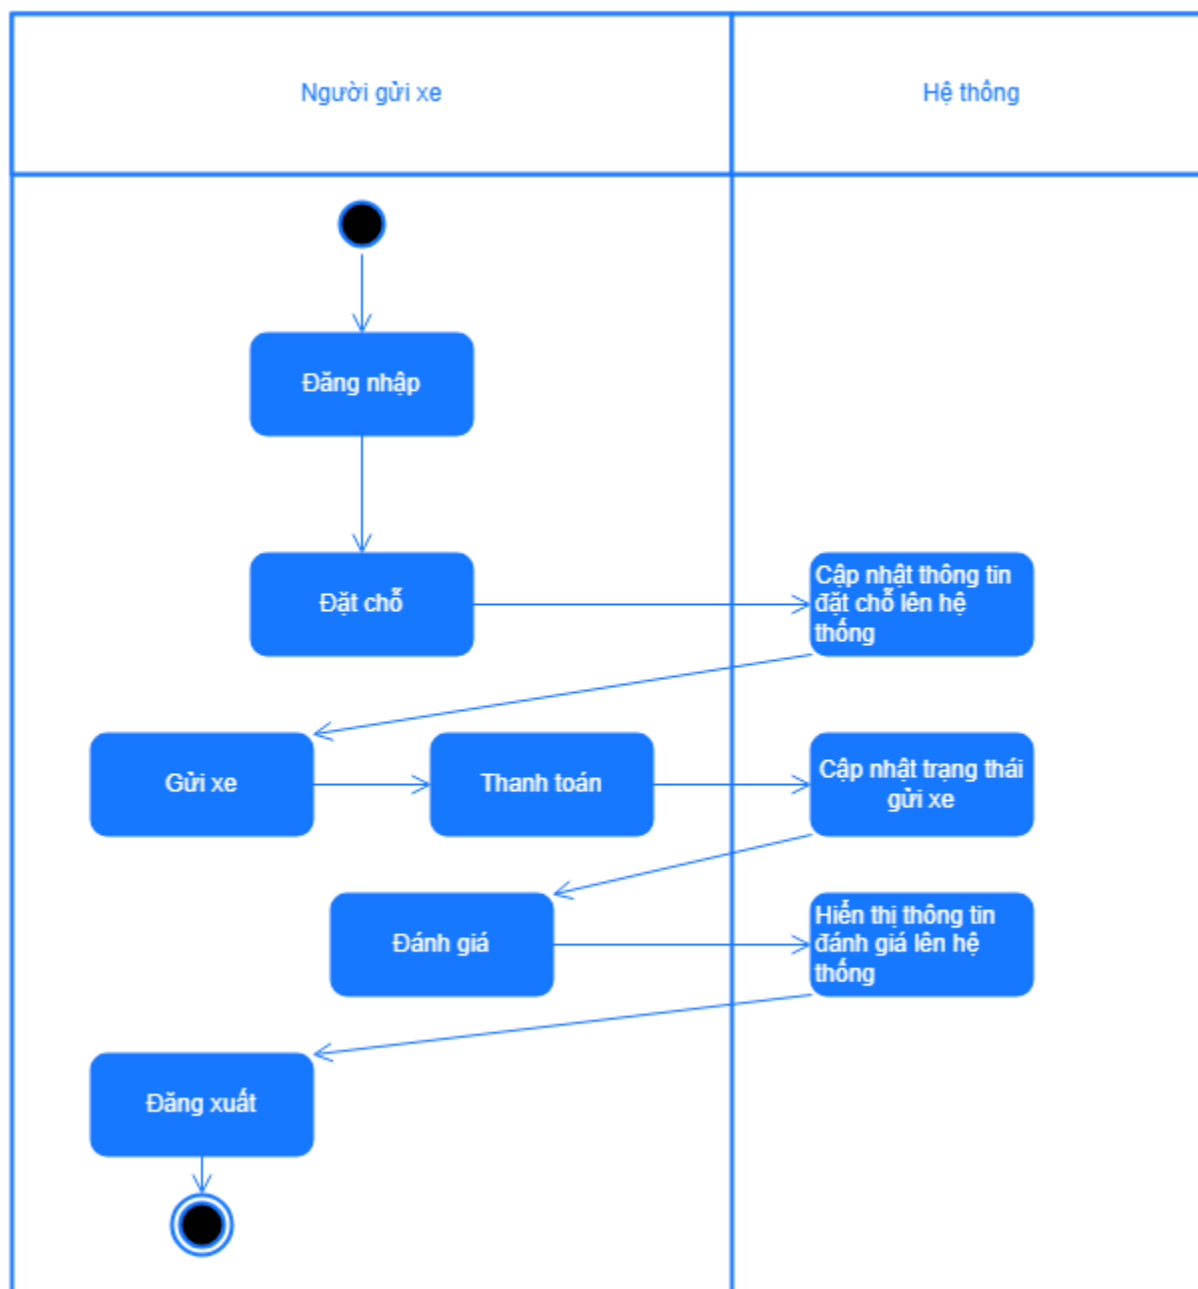 Người gửi xe
Hệ thống
Đăng nhập
Đặt chỗ
Cập nhật thông tin
đặt chỗ lên hệ
thống
Gửi xe
Thanh toán
Cập nhật trạng thái
gửi xe
Đánh giá
Hiển thị thông tin
đánh giá lên hệ
thống
Đăng xuất